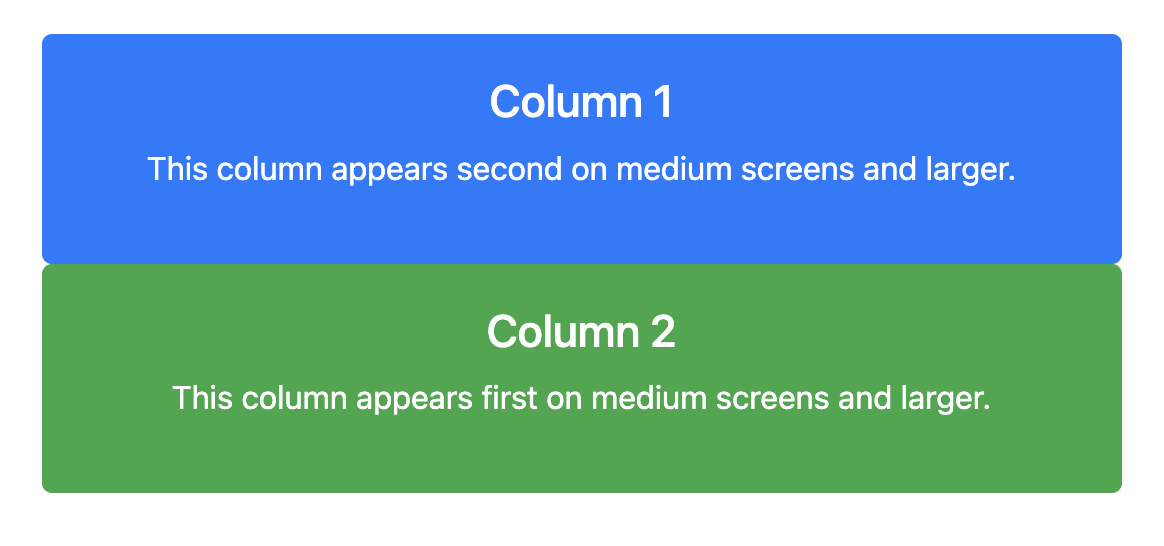 Column 1
This column appears second on medium screens and larger.
Column 2
This column appears first on medium screens and larger.